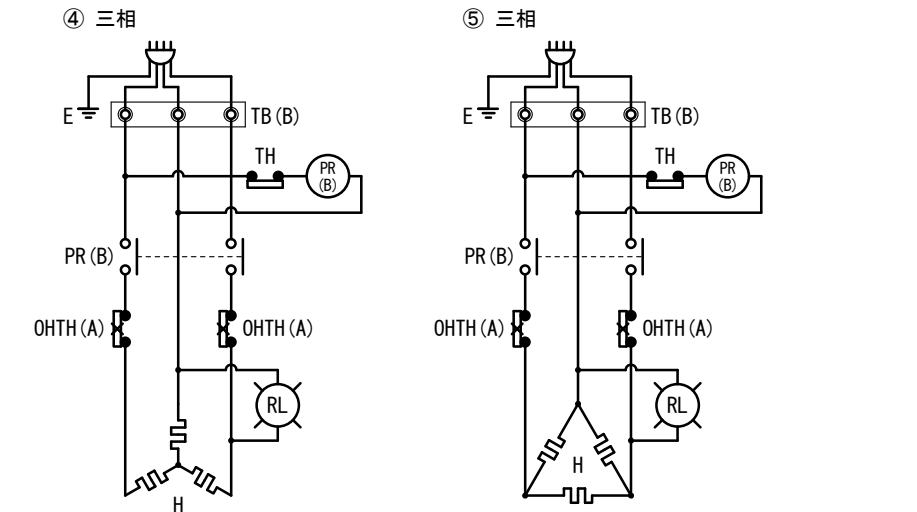 ④ 三相
E
TB(B)
TH
PR
(B)
PR(B)
OHTH(A)
OHTH(A)
RL
H
⑤ 三相
E
TB(B)
TH
PR
(B)
PR(B)
OHTH(A)
OHTH(A)
RL
H